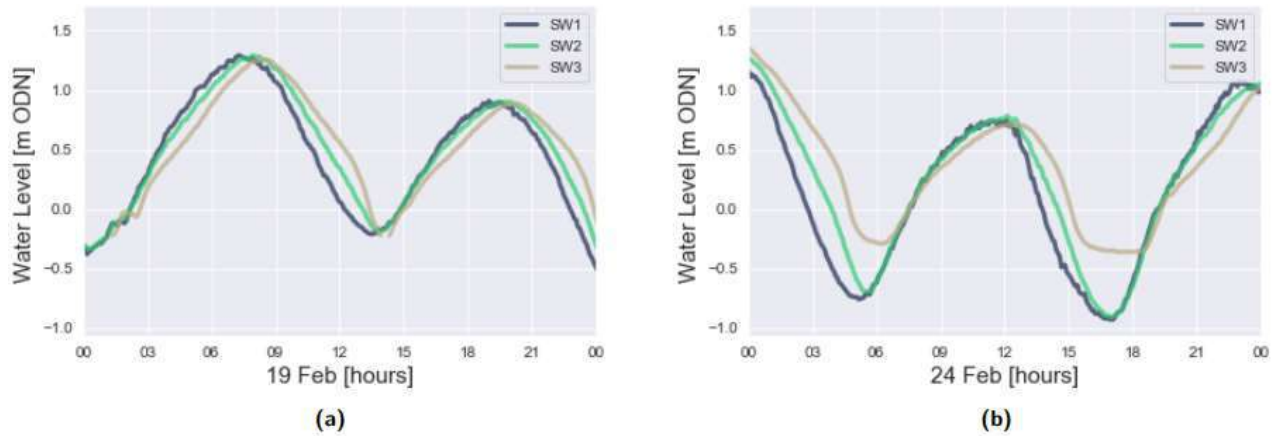 1.5
1.0
0.5
0.0
−0.5
−1.0
Water Level [m ODN]
SW1
SW2
SW3
00 03 06 09 12 15 18 21 00
19 Feb [hours]
(a)
1.5
1.0
0.5
0.0
−0.5
−1.0
Water Level [m ODN]
SW1
SW2
SW3
00 03 06 09 12 15 18 21 00
24 Feb [hours]
(b)